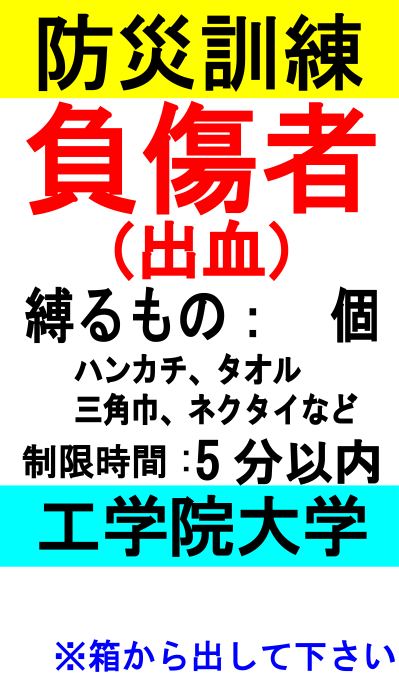 防災訓練
負傷者
（出血）
縛るもの：　　個
ハンカチ、タオル
三角巾、ネクタイなど
制限時間：５分以内
工学院大学
※箱から出して下さい